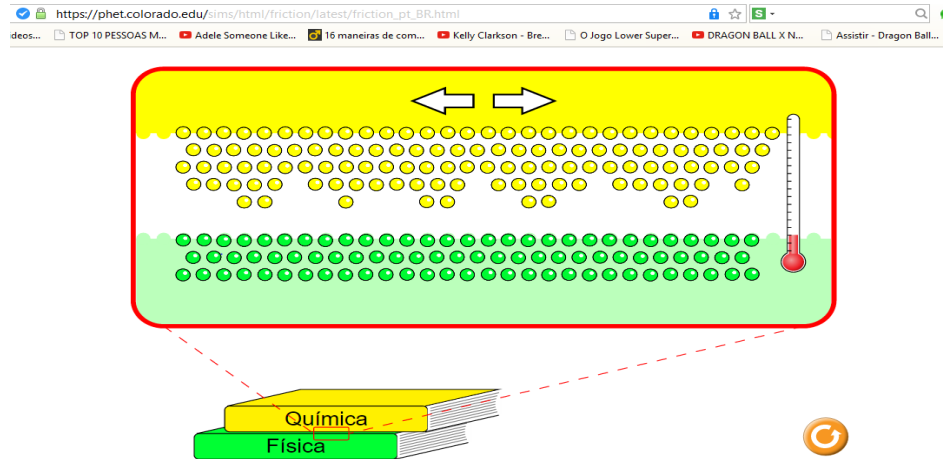 https://phet.colorado.edu/sims/html/friction/latest/friction_pt_BR.html S
ideos... TOP 10 PESSOAS M... Adele Someone Like... 16 maneiras de com... Kelly Clarkson - Bre... O Jogo Lower Super... DRAGON BALL X N... Assistir - Dragon Ball...
Química
Física